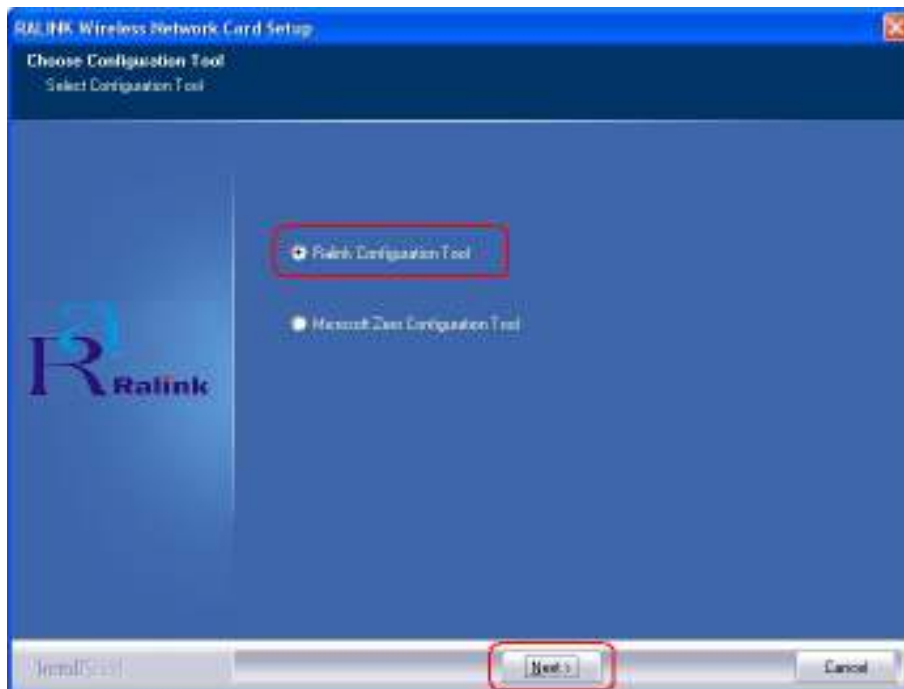 RALINK Wireless Network Card Setup
Choose Configuration Tool
Select Configuration Tool
Ralink Configuration Tool
Microsoft Zero Configuration Tool
Ralink
InstallShield
Next >
Cancel